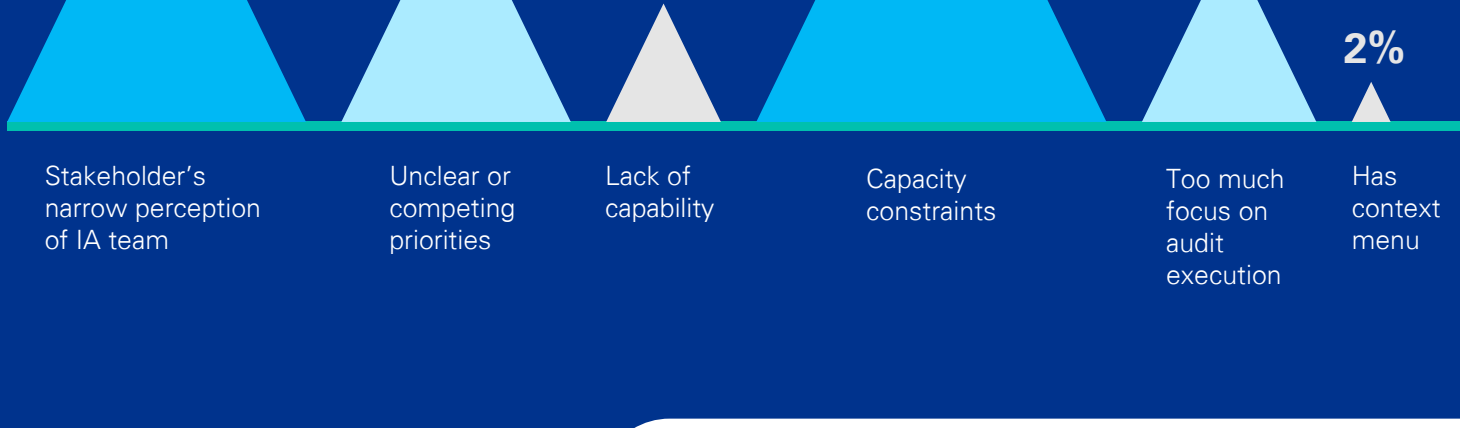 2%
Stakeholder’s
narrow perception
of IA team
Unclear or
competing
priorities
Lack of
capability
Capacity
constraints
Too much
focus on
audit
execution
Has
context
menu